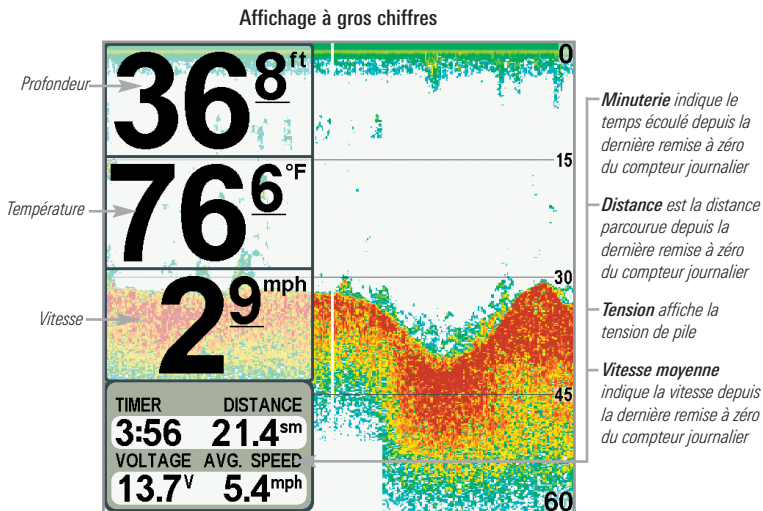 Affichage à gros chiffres
Profondeur
36 8 ft
Température
76 6 °F
Vitesse
2 9 mph
TIMER DISTANCE
3:56 21.4 sm
VOLTAGE AVG. SPEED
13.7 V 5.4 mph
0
15
30
45
60
Minuterie indique le
temps écoulé depuis la
dernière remise à zéro
du compteur journalier
Distance est la distance
parcourue depuis la
dernière remise à zéro
du compteur journalier
Tension affiche la
tension de pile
Vitesse moyenne
indique la vitesse depuis
la dernière remise à zéro
du compteur journalier